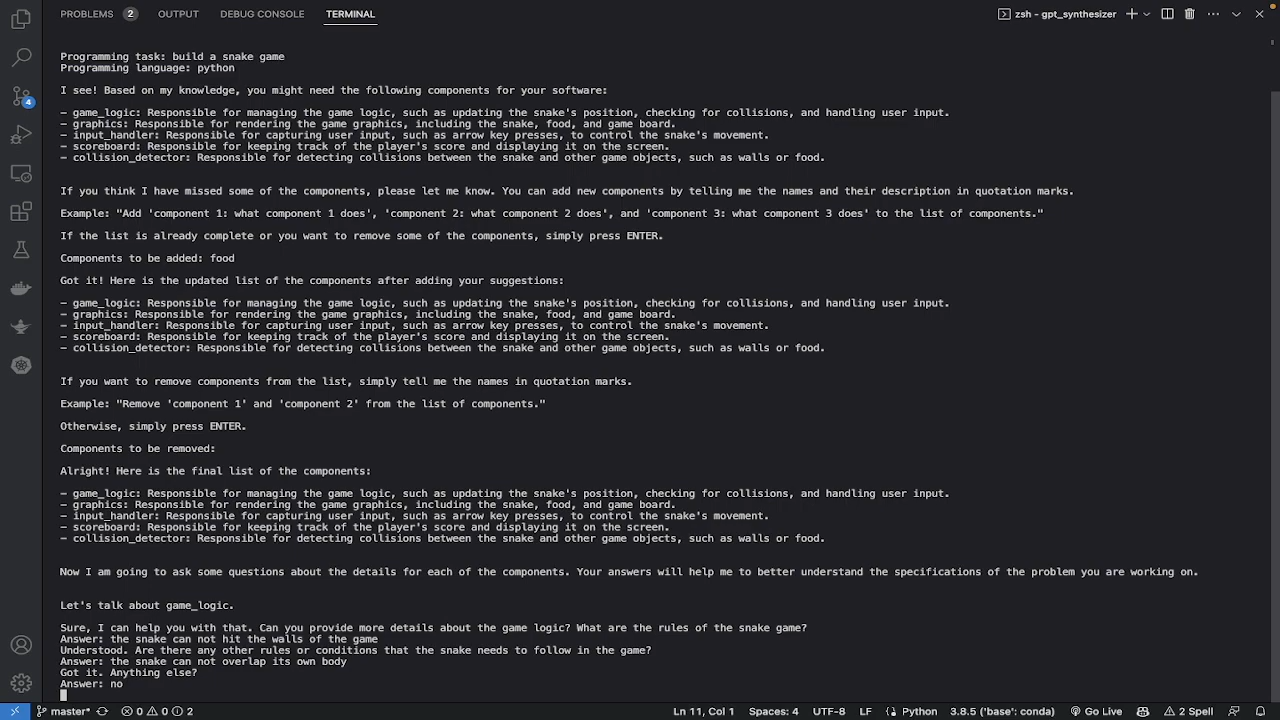 PROBLEMS 2 OUTPUT DEBUG CONSOLE TERMINAL zsh - gpt_synthesizer
Programming task: build a snake game
Programming language: python
I see! Based on my knowledge, you might need the following components for your software:
- game_logic: Responsible for managing the game logic, such as updating the snake's position, checking for collisions, and handling user input.
- graphics: Responsible for rendering the game graphics, including the snake, food, and game board.
- input_handler: Responsible for capturing user input, such as arrow key presses, to control the snake's movement.
- scoreboard: Responsible for keeping track of the player's score and displaying it on the screen.
- collision_detector: Responsible for detecting collisions between the snake and other game objects, such as walls or food.
If you think I have missed some of the components, please let me know. You can add new components by telling me the names and their description in quotation marks.
Example: "Add 'component 1: what component 1 does', 'component 2: what component 2 does', and 'component 3: what component 3 does' to the list of components."
If the list is already complete or you want to remove some of the components, simply press ENTER.
Components to be added: food
Got it! Here is the updated list of the components after adding your suggestions:
- game_logic: Responsible for managing the game logic, such as updating the snake's position, checking for collisions, and handling user input.
- graphics: Responsible for rendering the game graphics, including the snake, food, and game board.
- input_handler: Responsible for capturing user input, such as arrow key presses, to control the snake's movement.
- scoreboard: Responsible for keeping track of the player's score and displaying it on the screen.
- collision_detector: Responsible for detecting collisions between the snake and other game objects, such as walls or food.
If you want to remove components from the list, simply tell me the names in quotation marks.
Example: "Remove 'component 1' and 'component 2' from the list of components."
Otherwise, simply press ENTER.
Components to be removed:
Alright! Here is the final list of the components:
- game_logic: Responsible for managing the game logic, such as updating the snake's position, checking for collisions, and handling user input.
- graphics: Responsible for rendering the game graphics, including the snake, food, and game board.
- input_handler: Responsible for capturing user input, such as arrow key presses, to control the snake's movement.
- scoreboard: Responsible for keeping track of the player's score and displaying it on the screen.
- collision_detector: Responsible for detecting collisions between the snake and other game objects, such as walls or food.
Now I am going to ask some questions about the details for each of the components. Your answers will help me to better understand the specifications of the problem you are working on.
Let's talk about game_logic.
Sure, I can help you with that. Can you provide more details about the game logic? What are the rules of the snake game?
Answer: the snake can not hit the walls of the game
Understood. Are there any other rules or conditions that the snake needs to follow in the game?
Answer: the snake can not overlap its own body
Got it. Anything else?
Answer: no
4
master* 0 0 2 Ln 11, Col 1 Spaces: 4 UTF-8 LF Python 3.8.5 ('base': conda) Go Live 2 Spell